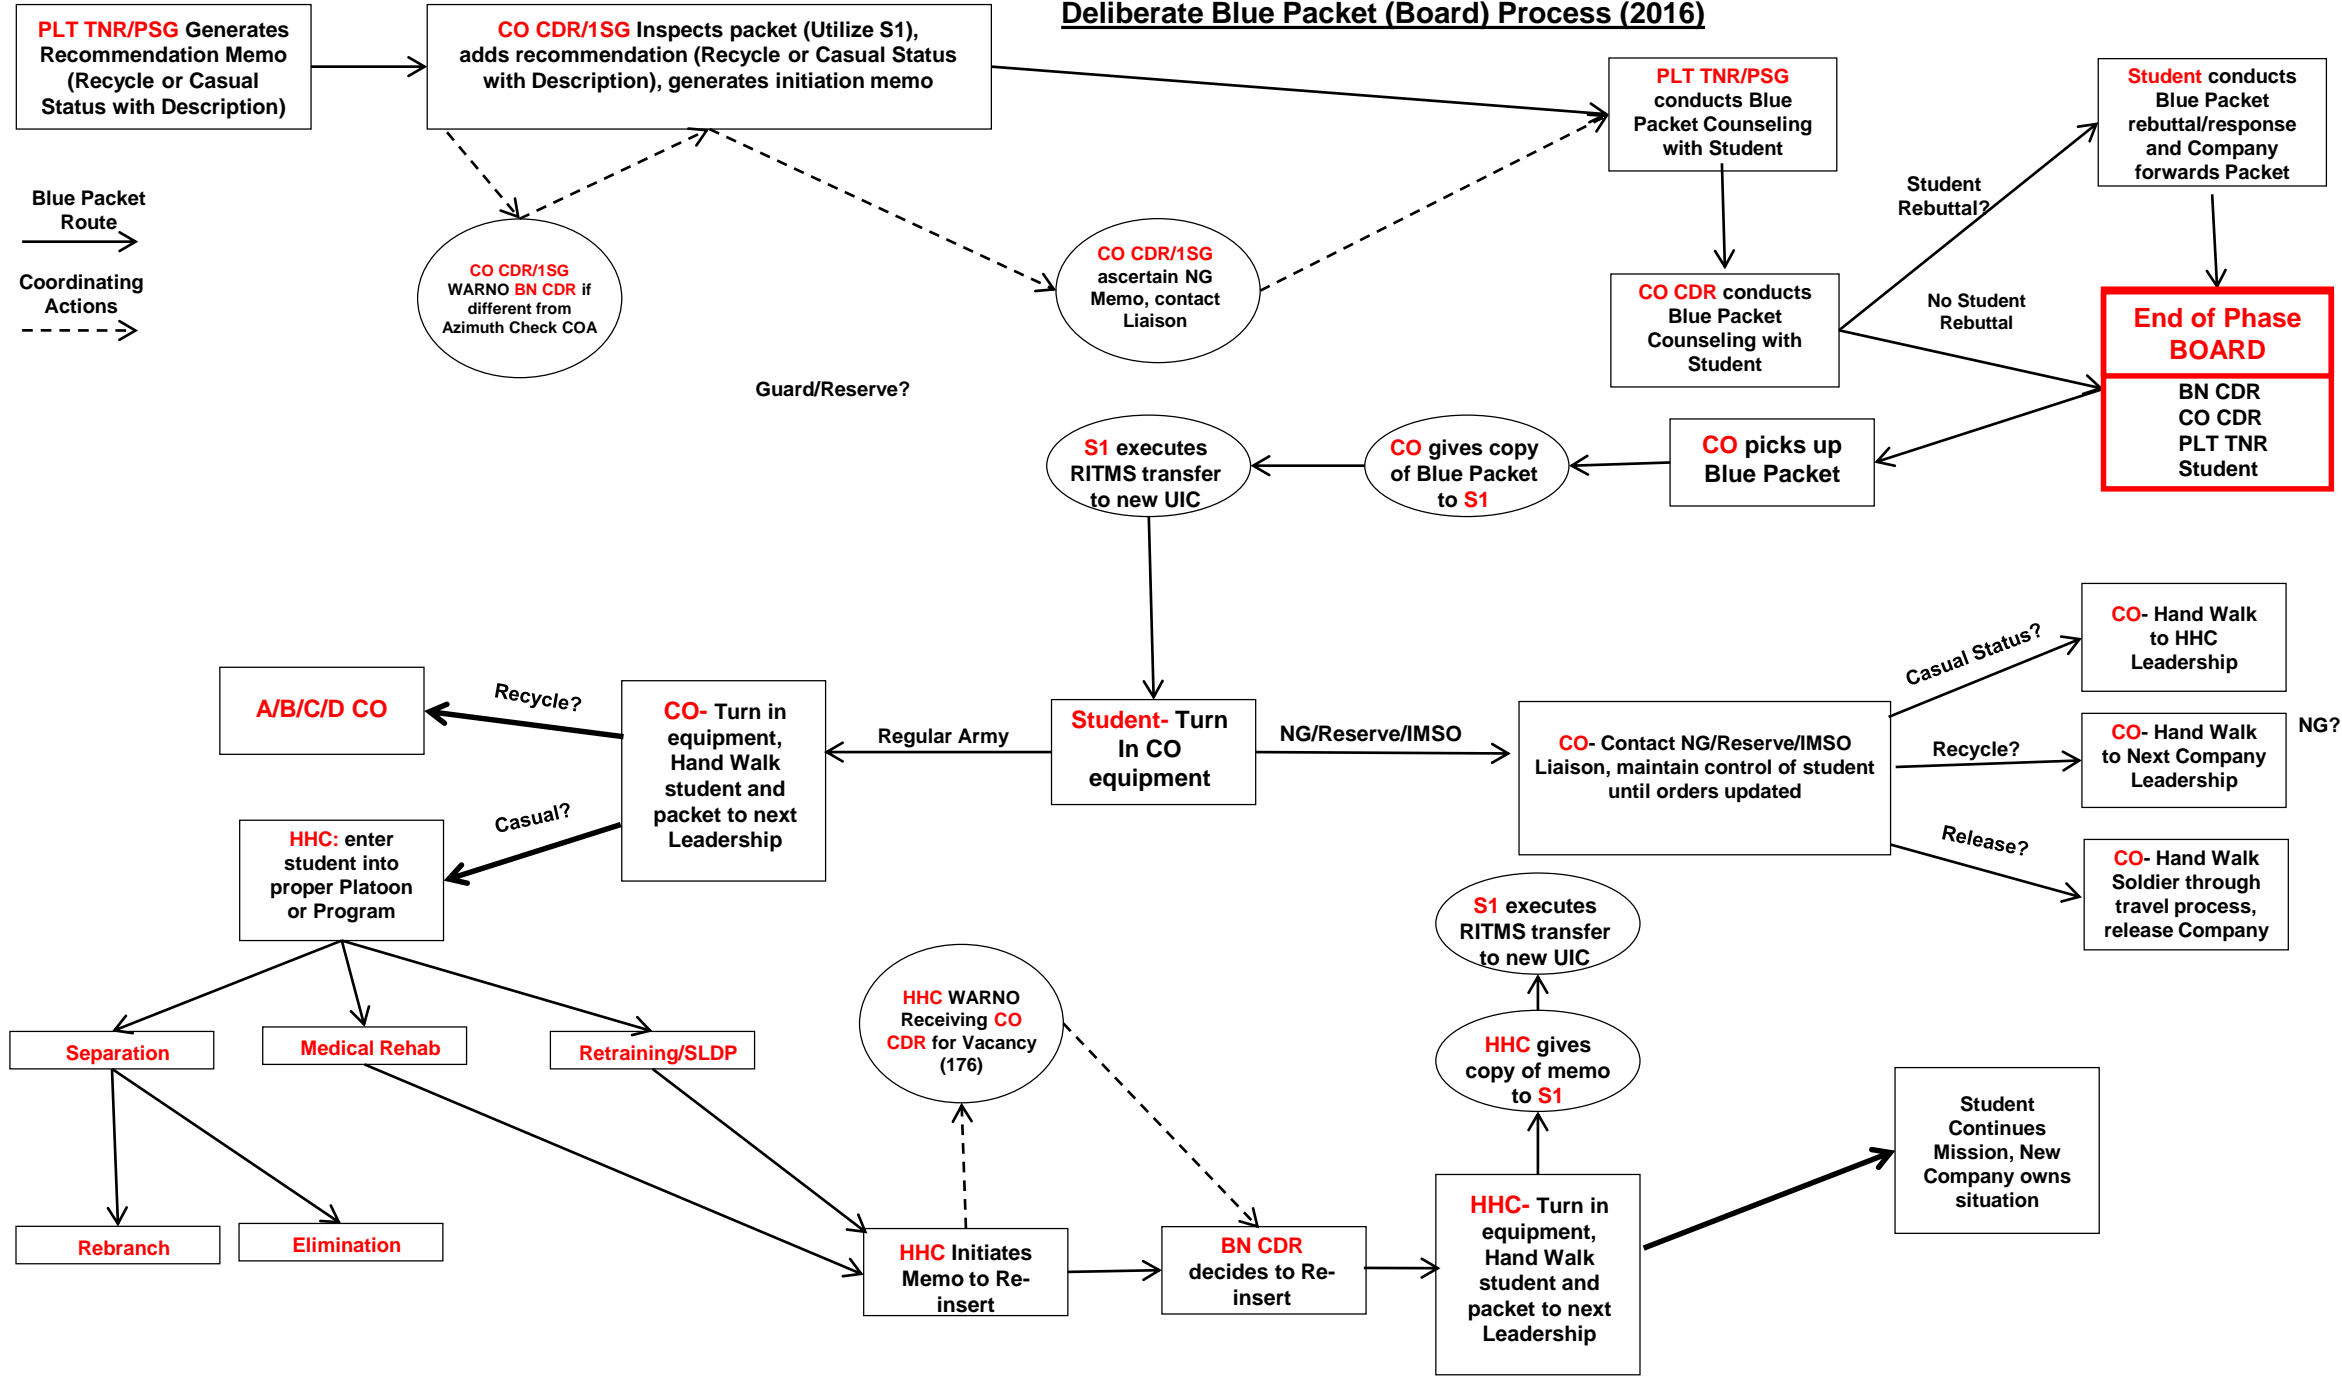 Deliberate Blue Packet (Board) Process (2016)
PLT TNR/PSG Generates
Recommendation Memo
(Recycle or Casual
Status with Description)
CO CDR/1SG Inspects packet (Utilize S1),
adds recommendation (Recycle or Casual Status
with Description), generates initiation memo
PLT TNR/PSG
conducts Blue
Packet Counseling
with Student
Student conducts
Blue Packet
rebuttal/response
and Company
forwards Packet
Blue Packet
Route
Coordinating
Actions
CO CDR/1SG
WARNO BN CDR if
different from
Azimuth Check COA
CO CDR/1SG
ascertain NG
Memo, contact
Liaison
Student
Rebuttal?
No Student
Rebuttal
CO CDR conducts
Blue Packet
Counseling with
Student
End of Phase
BOARD
BN CDR
CO CDR
PLT TNR
Student
Guard/Reserve?
S1 executes
RITMS transfer
to new UIC
CO gives copy
of Blue Packet
to S1
CO picks up
Blue Packet
A/B/C/D CO
Recycle?
CO- Turn in
equipment,
Hand Walk
student and
packet to next
Leadership
Regular Army
Student- Turn
In CO
equipment
NG/Reserve/IMSO
CO- Contact NG/Reserve/IMSO
Liaison, maintain control of student
until orders updated
Casual Status?
CO- Hand Walk
to HHC
Leadership
Recycle?
CO- Hand Walk
to Next Company
Leadership
NG?
Release?
CO- Hand Walk
Soldier through
travel process,
release Company
Casual?
HHC: enter
student into
proper Platoon
or Program
Separation
Medical Rehab
Retraining/SLDP
Rebranch
Elimination
HHC WARNO
Receiving CO
CDR for Vacancy
(176)
S1 executes
RITMS transfer
to new UIC
HHC gives
copy of memo
to S1
HHC Initiates
Memo to Re-
insert
BN CDR
decides to Re-
insert
HHC- Turn in
equipment,
Hand Walk
student and
packet to next
Leadership
Student
Continues
Mission, New
Company owns
situation